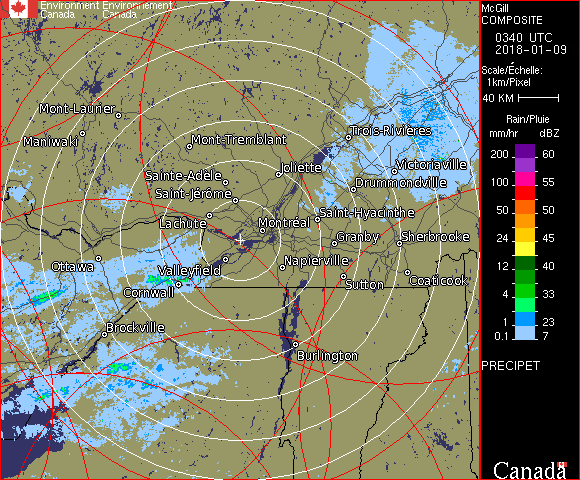 Environment Environnement
Canada Canada
McGill
COMPOSITE
0340 UTC
2018-01-09
Scale/Échelle:
1km/Pixel
40 KM
Rain/Pluie
mm/hr dBZ
200 60
100 55
50 50
24 45
12 40
4 33
1 23
0.1 7
PRECIPET
Canada
Mont-Laurier
Maniwaki
Mont-Tremblant
Trois-Rivières
Sainte-Adèle
Joliette
Victoriaville
Saint-Jérôme
Drummondville
Lachute
Montréal
Saint-Hyacinthe
Granby
Sherbrooke
Ottawa
Valleyfield
Napierville
Cornwall
Sutton
Coaticook
Brockville
Burlington